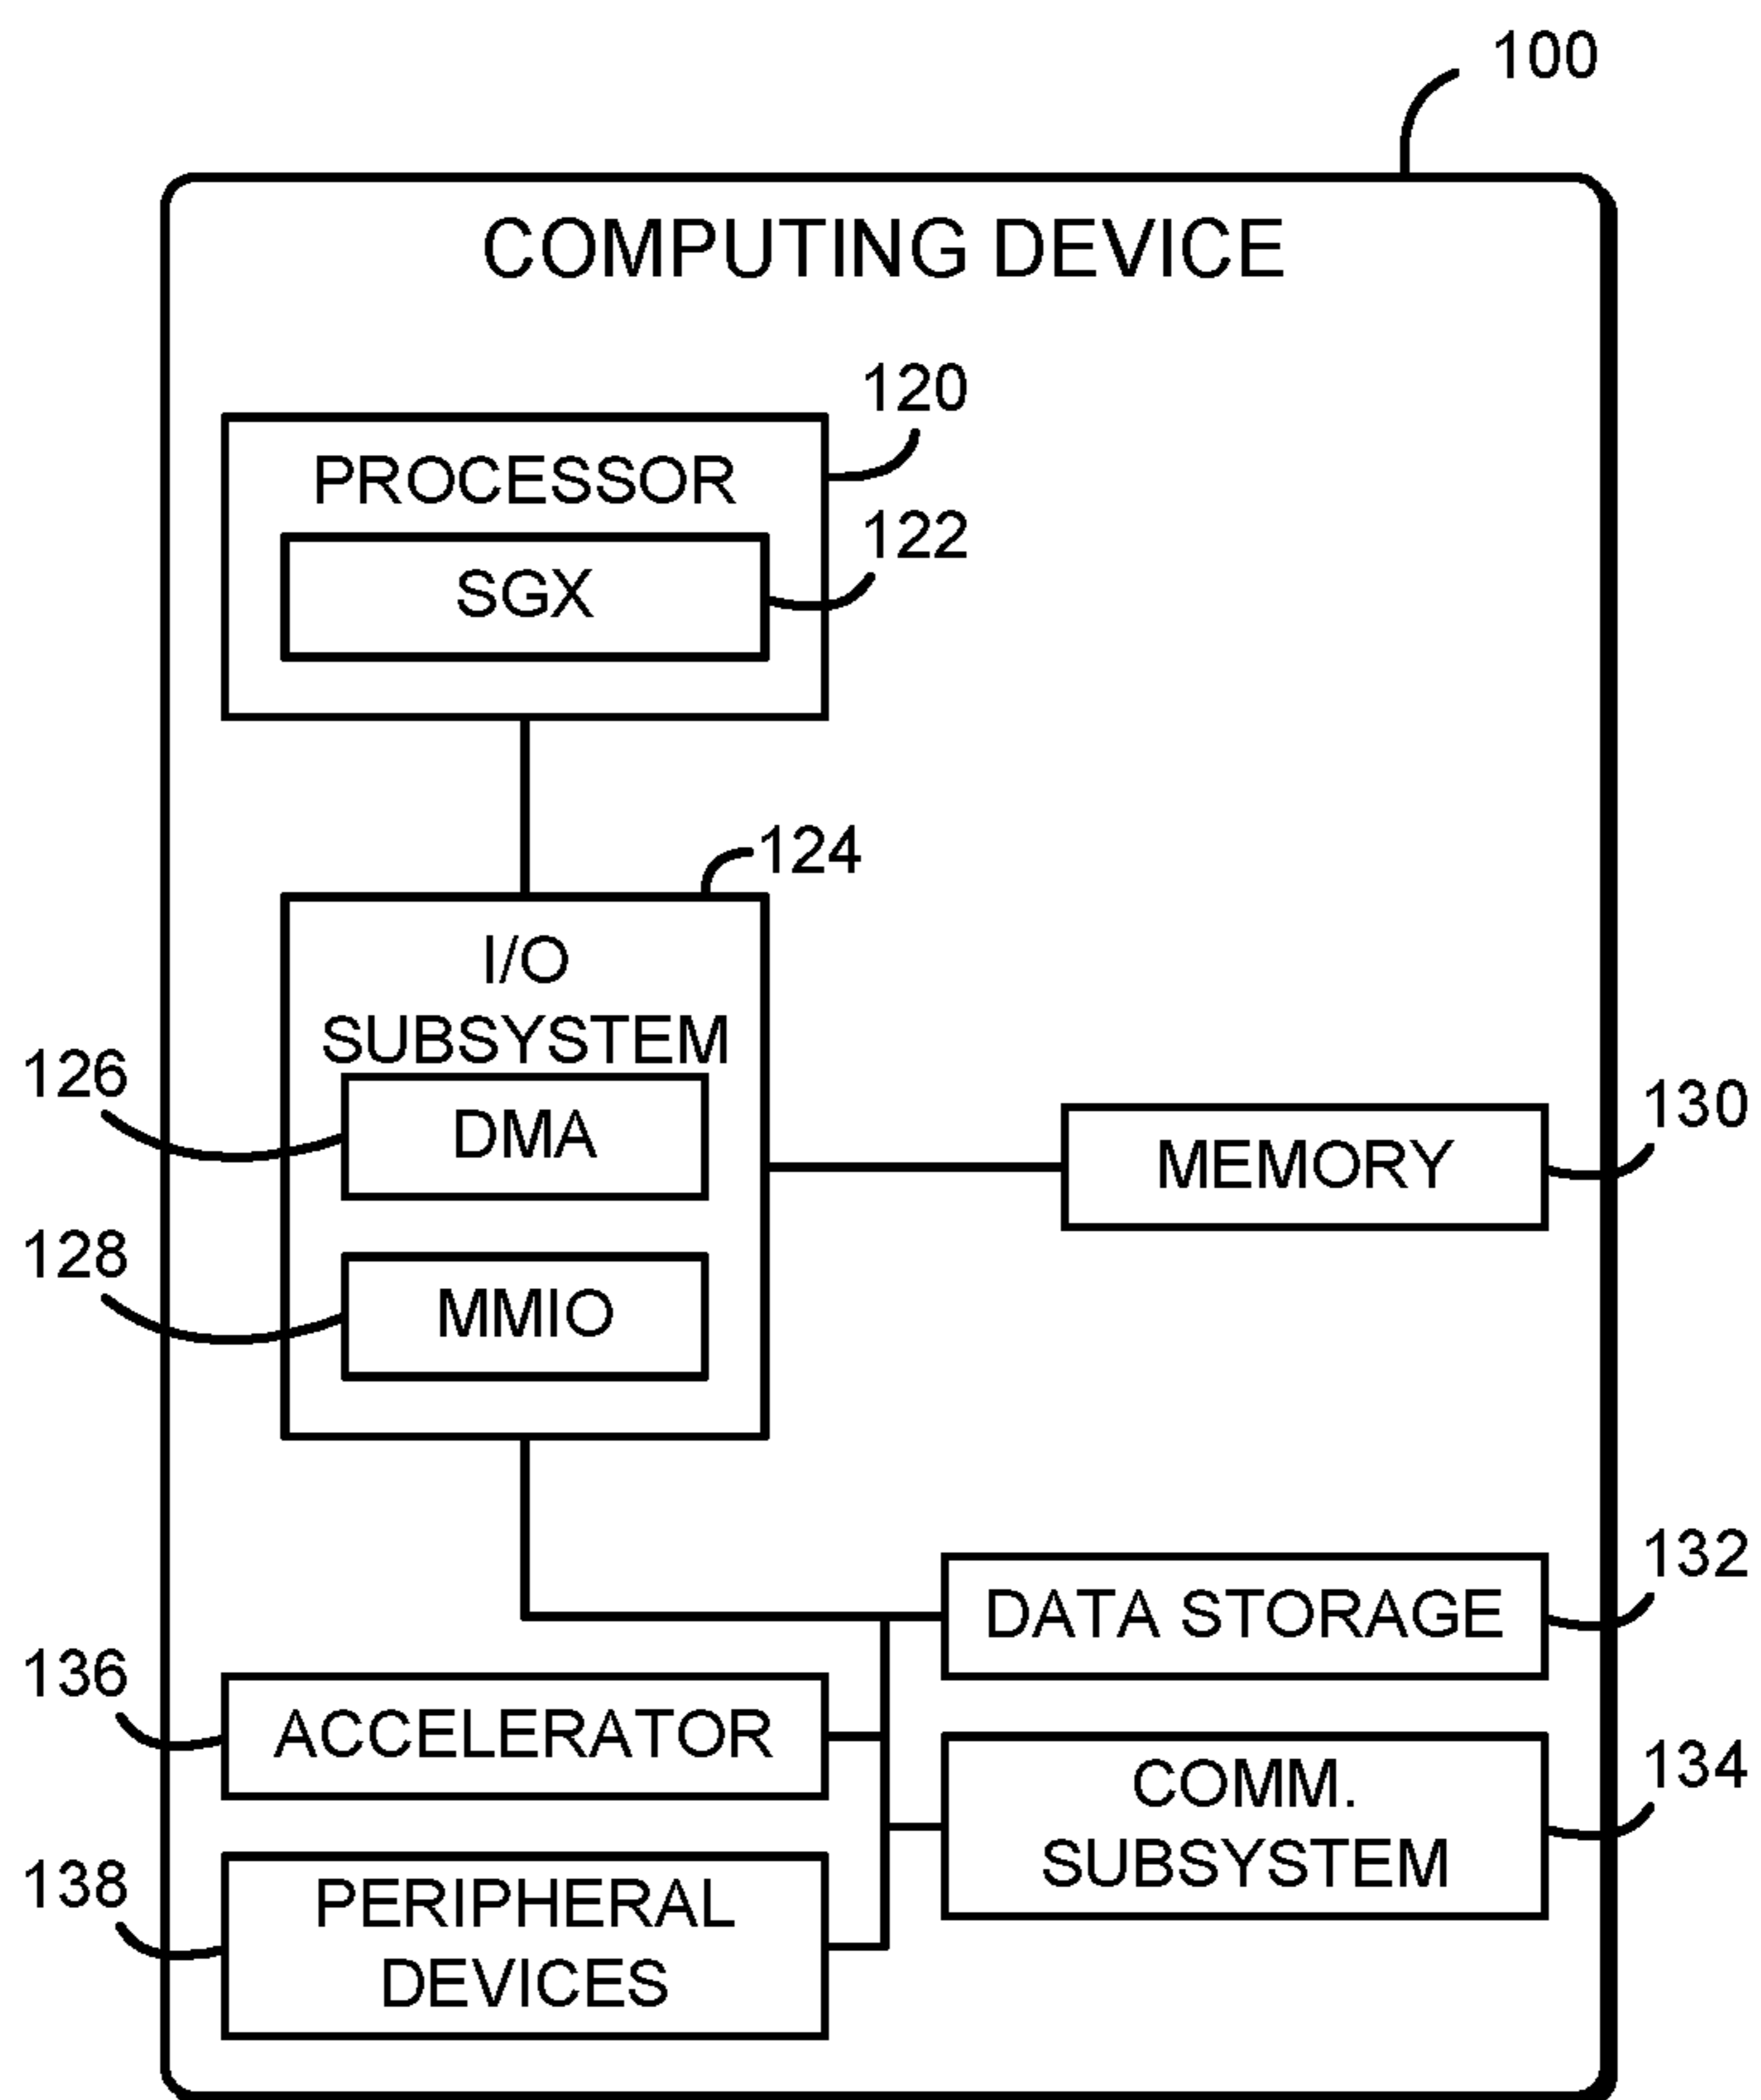 100
COMPUTING DEVICE
120
PROCESSOR
122
SGX
124
I/O
SUBSYSTEM
126
DMA
130
MEMORY
128
MMIO
132
DATA STORAGE
136
ACCELERATOR
134
COMM.
SUBSYSTEM
138
PERIPHERAL
DEVICES